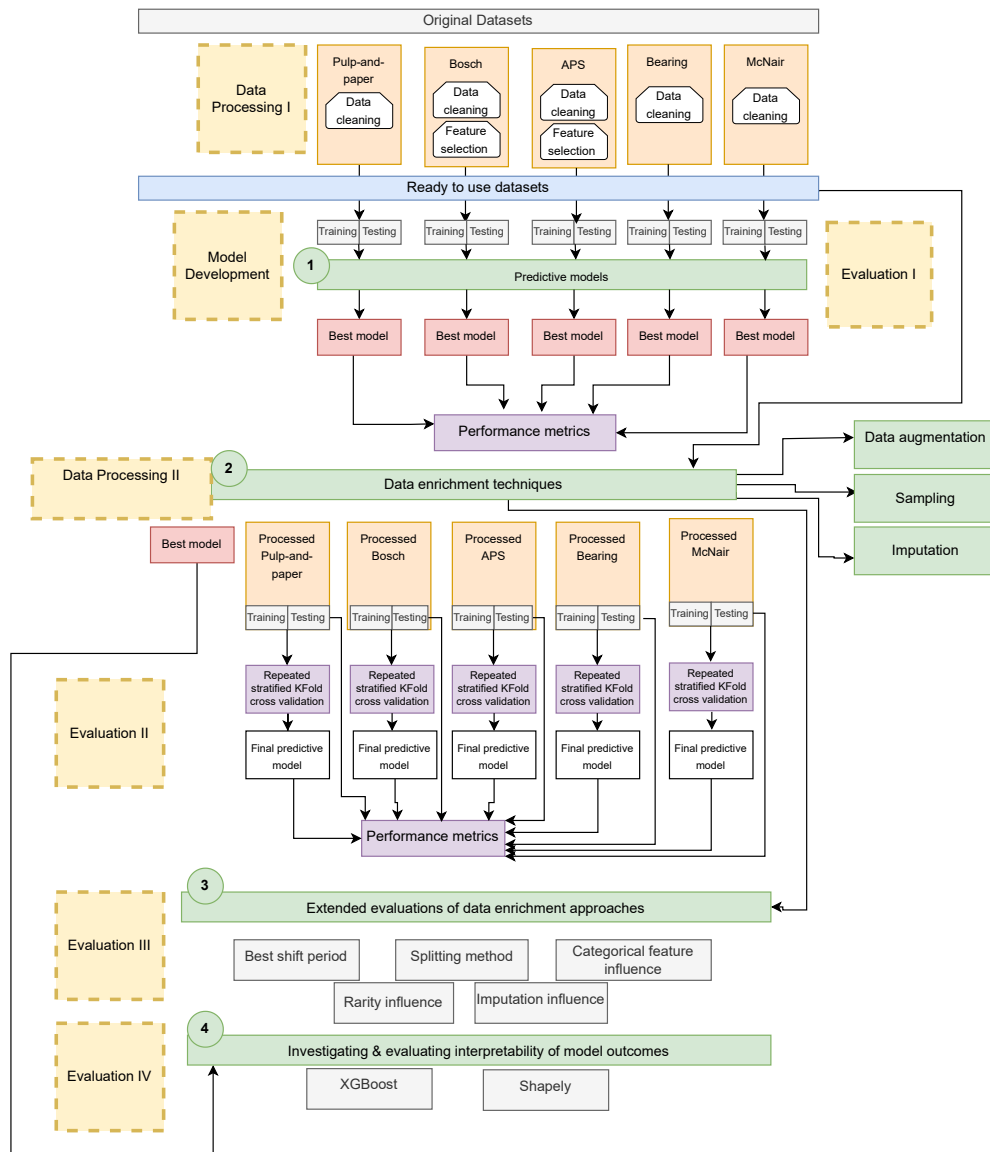 Original Datasets
Data
Processing I
Pulp-and-
paper
Data
cleaning
Bosch
Data
cleaning
Feature
selection
APS
Data
cleaning
Feature
selection
Bearing
Data
cleaning
McNair
Data
cleaning
Ready to use datasets
Model
Development
Training Testing
Training Testing
Training Testing
Training Testing
Training Testing
Evaluation I
1
Predictive models
Best model
Best model
Best model
Best model
Best model
Performance metrics
Data augmentation
Sampling
Imputation
Data Processing II
2
Data enrichment techniques
Best model
Processed
Pulp-and-
paper
Processed
Bosch
Processed
APS
Processed
Bearing
Processed
McNair
Training Testing
Training Testing
Training Testing
Training Testing
Training Testing
Evaluation II
Repeated
stratified KFold
cross validation
Repeated
stratified KFold
cross validation
Repeated
stratified KFold
cross validation
Repeated
stratified KFold
cross validation
Repeated
stratified KFold
cross validation
Final predictive
model
Final predictive
model
Final predictive
model
Final predictive
model
Final predictive
model
Performance metrics
3
Extended evaluations of data enrichment approaches
Evaluation III
Best shift period
Splitting method
Categorical feature
influence
Rarity influence
Imputation influence
4
Investigating & evaluating interpretability of model outcomes
Evaluation IV
XGBoost
Shapely